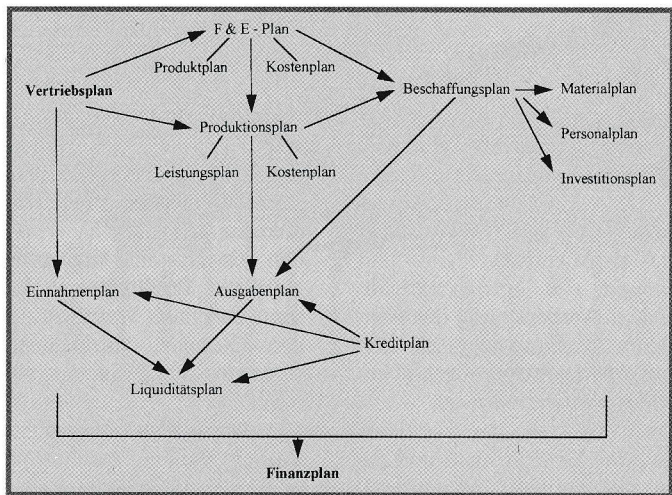 F & E - Plan
Produktplan
Kostenplan
Vertriebsplan
Beschaffungsplan
Materialplan
Produktionsplan
Personalplan
Leistungsplan
Kostenplan
Investitionsplan
Einnahmenplan
Ausgabenplan
Kreditplan
Liquiditätsplan
Finanzplan